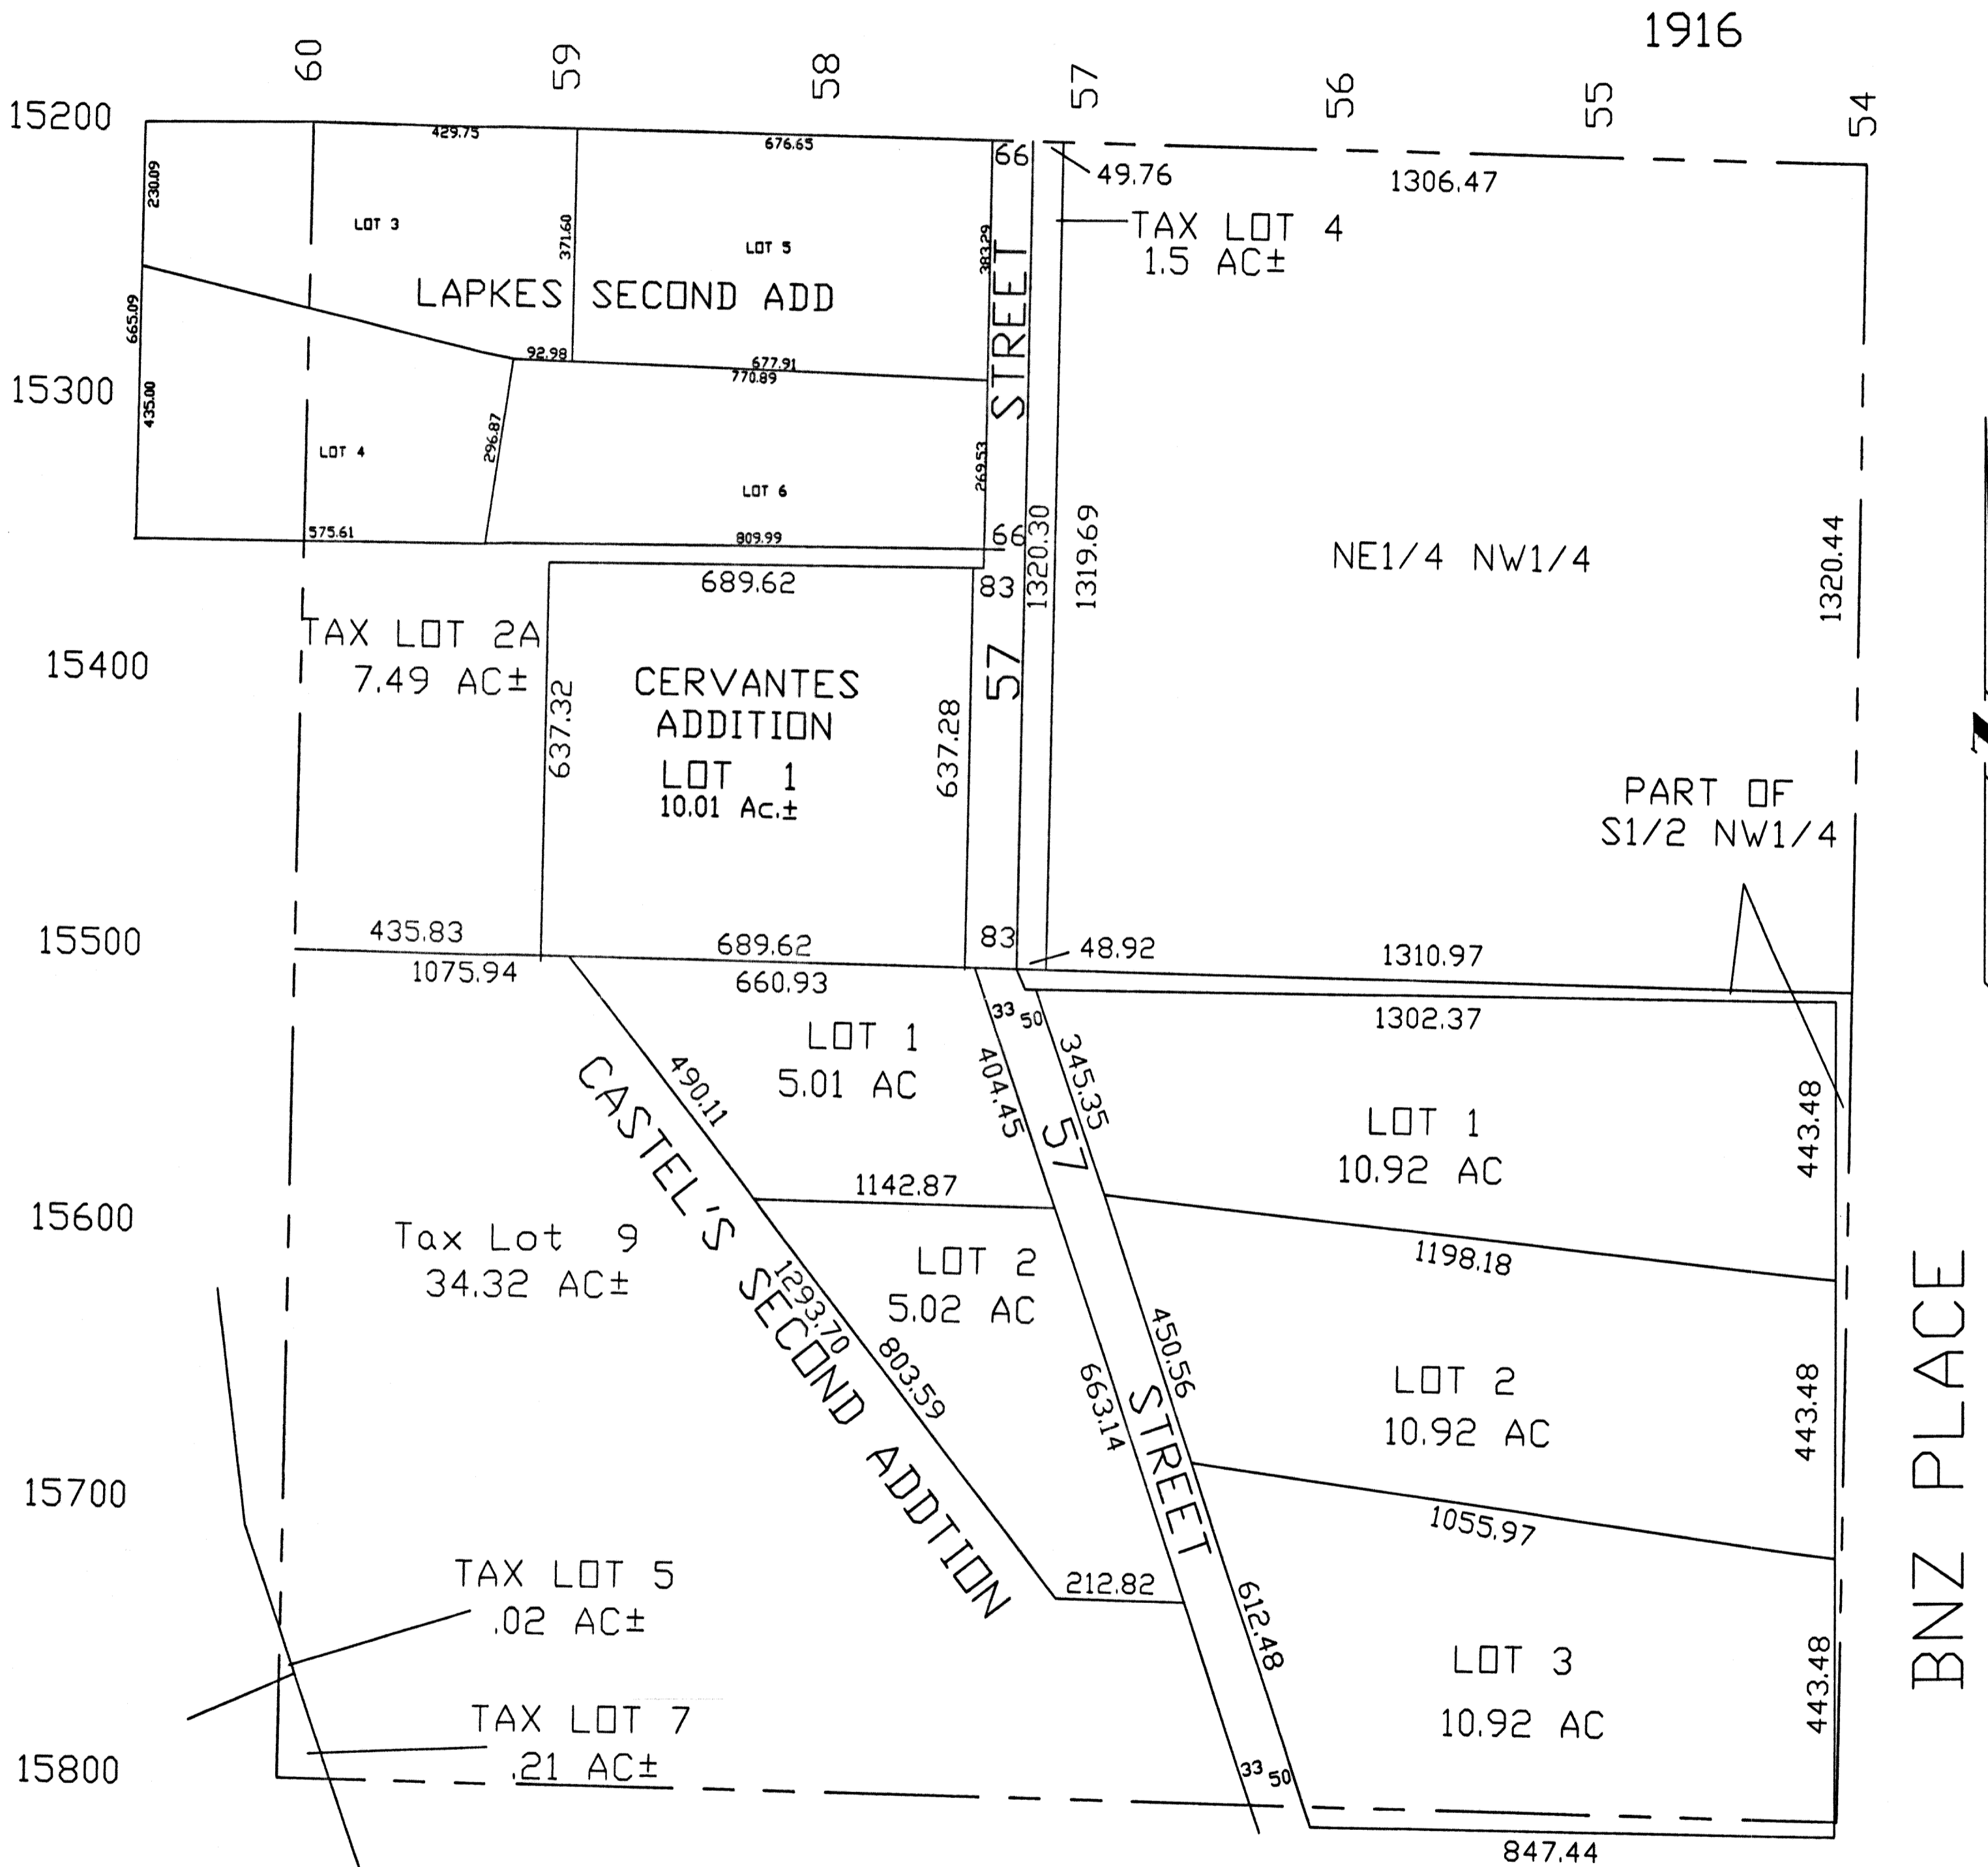 1916
60
59
58
57
56
55
54
15200
15300
15400
15500
15600
15700
15800
429.75
676.65
66
49.76
1306.47
230.09
LOT 3
371.60
LOT 5
383.29
TAX LOT 4
1.5 AC±
LAPKES SECOND ADD
665.09
92.98
677.91
770.89
435.00
LOT 4
296.87
LOT 6
269.53
575.61
809.99
66
57 STREET
1320.30
1319.69
NE1/4 NW1/4
1320.44
689.62
83
TAX LOT 2A
7.49 AC±
637.32
CERVANTES
ADDITION
LOT 1
10.01 Ac.±
637.28
PART OF
S1/2 NW1/4
435.83
689.62
83
48.92
1310.97
1075.94
660.93
33
50
1302.37
LOT 1
5.01 AC
490.11
404.45
345.35
LOT 1
10.92 AC
443.48
CASTEL'S SECOND ADDTION
1142.87
1198.18
Tax Lot 9
34.32 AC±
LOT 2
5.02 AC
1293.70
803.59
663.14
450.56
57 STREET
LOT 2
10.92 AC
443.48
BNZ PLACE
1055.97
TAX LOT 5
.02 AC±
212.82
612.48
LOT 3
10.92 AC
443.48
TAX LOT 7
.21 AC±
33
50
847.44